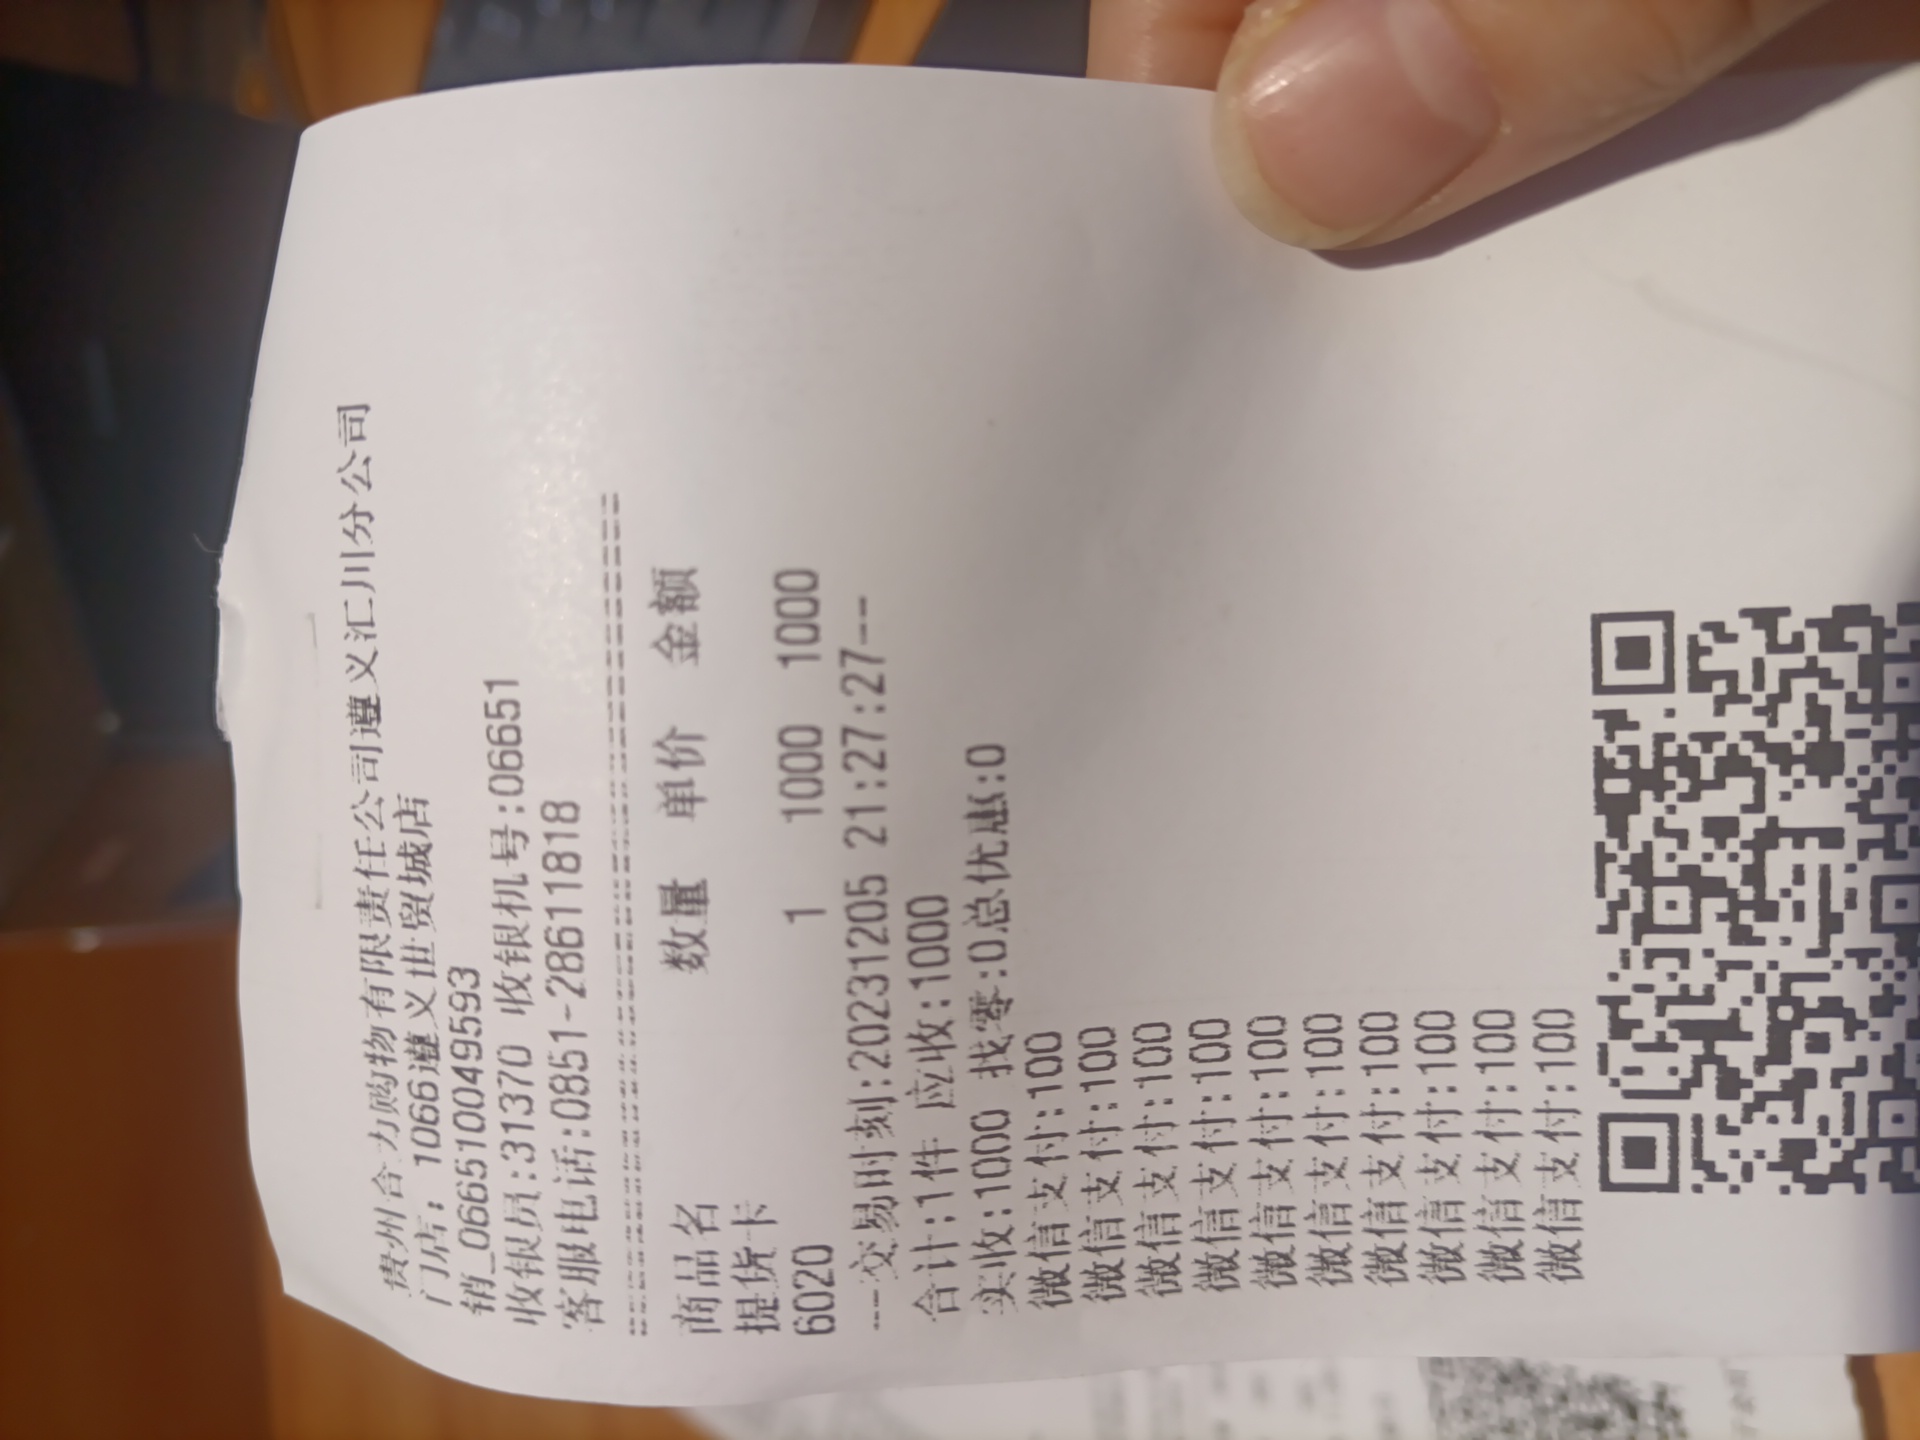 贵州合力购物有限责任公司遵义汇川分公司
门店: 1066遵义世贸城店
销_0665100495​93
收银员:31370 收银机号:06651
客服电话:0851-28611818
商品名 数量 单价 金额
提货卡
6020 1 1000 1000
---交易时刻:20231205 21:27:27---
合计:1件 应收:1000
实收:1000 找零:0总优惠:0
微信支付:100
微信支付:100
微信支付:100
微信支付:100
微信支付:100
微信支付:100
微信支付:100
微信支付:100
微信支付:100
微信支付:100